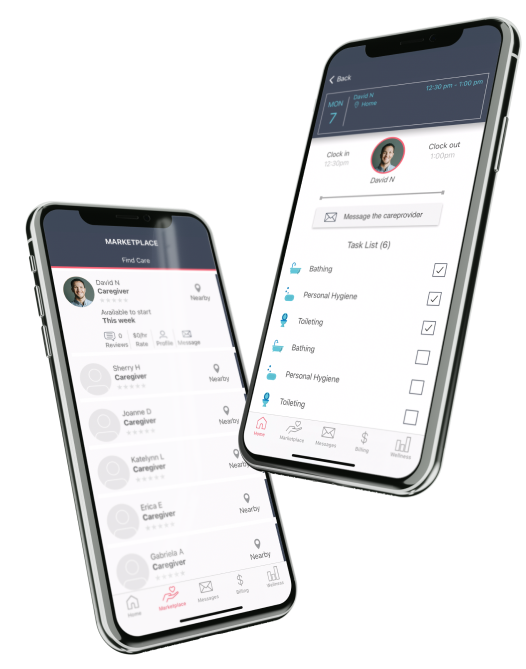 MARKETPLACE
Find Care
David N
Caregiver
Nearby
Available to start
This week
0
Reviews
$0/hr
Rate
Profile
Message
Sherry H
Caregiver
Nearby
Joanne D
Caregiver
Nearby
Katelynn L
Caregiver
Nearby
Erica E
Caregiver
Nearby
Gabriela A
Caregiver
Nearby
Home
Marketplace
Messages
Billing
Wellness
Back
MON
7
David N
Home
12:30 pm - 1:00 pm
Clock in
12:30pm
Clock out
1:00pm
David N
Message the careprovider
Task List (6)
Bathing
Personal Hygiene
Toileting
Bathing
Personal Hygiene
Toileting
Home
Marketplace
Messages
$
Billing
Wellness